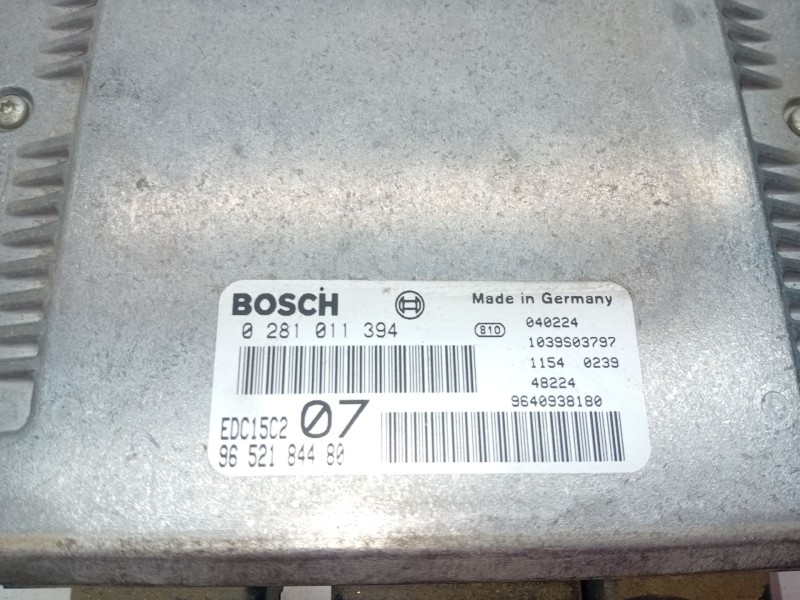 BOSCH
Made in Germany
0 281 011 394
810
040224
1039S03797
1154 0239
48224
9640938180
EDC15C2 07
96 521 844 80